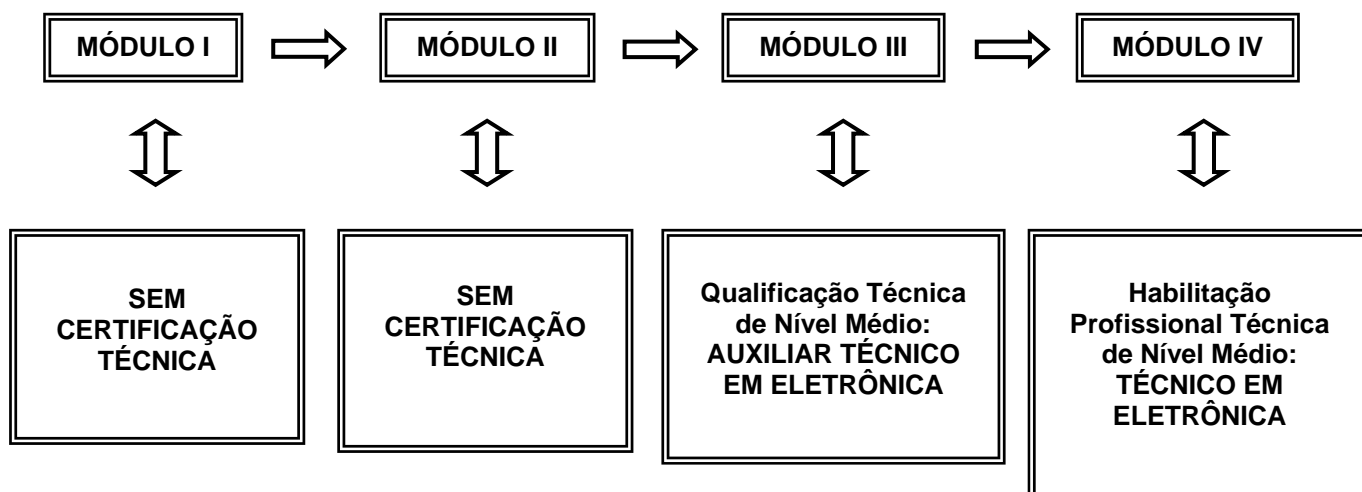 MÓDULO I
MÓDULO II
MÓDULO III
MÓDULO IV
SEM
CERTIFICAÇÃO
TÉCNICA
SEM
CERTIFICAÇÃO
TÉCNICA
Qualificação Técnica
de Nível Médio:
AUXILIAR TÉCNICO
EM ELETRÔNICA
Habilitação
Profissional Técnica
de Nível Médio:
TÉCNICO EM
ELETRÔNICA